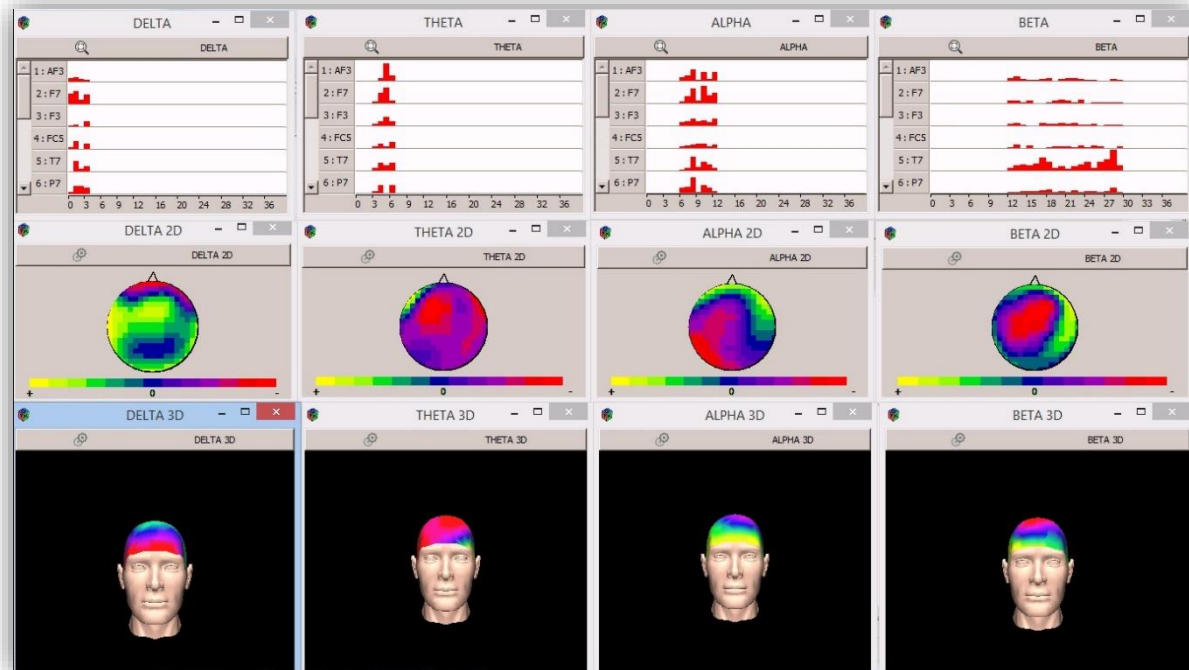 DELTA
THETA
ALPHA
BETA
DELTA
THETA
ALPHA
BETA
1 : AF3
2 : F7
3 : F3
4 : FC5
5 : T7
6 : P7
0 3 6 9 12 16 20 24 28 32 36
1 : AF3
2 : F7
3 : F3
4 : FC5
5 : T7
6 : P7
0 3 6 9 12 16 20 24 28 32 36
1 : AF3
2 : F7
3 : F3
4 : FC5
5 : T7
6 : P7
0 3 6 9 12 16 20 24 28 32 36
1 : AF3
2 : F7
3 : F3
4 : FC5
5 : T7
6 : P7
0 3 6 9 12 15 18 21 24 27 30 33 36
DELTA 2D
THETA 2D
ALPHA 2D
BETA 2D
DELTA 2D
THETA 2D
ALPHA 2D
BETA 2D
+ 0 -
+ 0 -
+ 0 -
+ 0 -
DELTA 3D
THETA 3D
ALPHA 3D
BETA 3D
DELTA 3D
THETA 3D
ALPHA 3D
BETA 3D